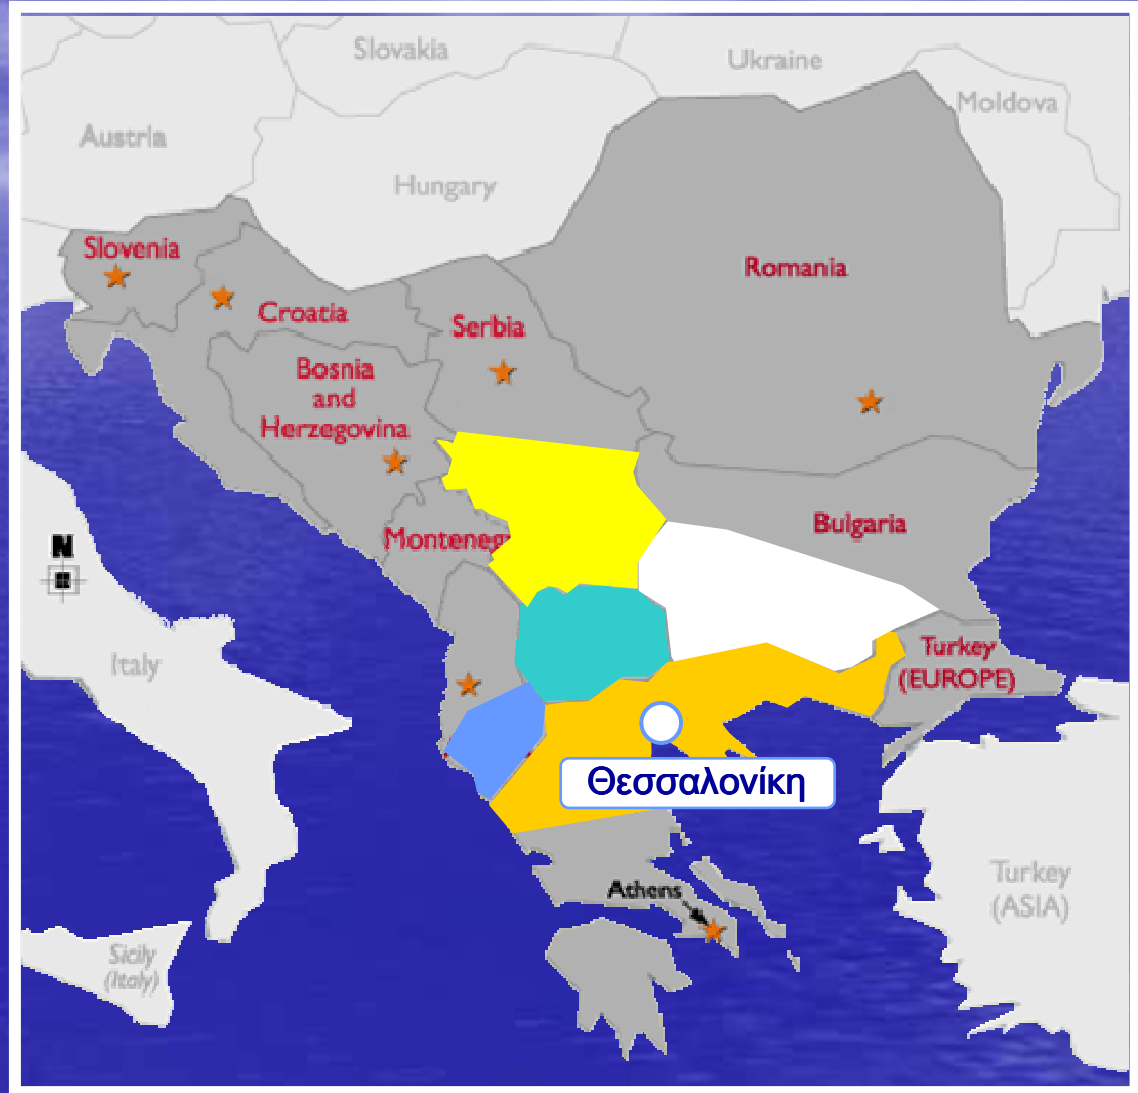 Slovakia
Ukraine
Moldova
Austria
Hungary
Slovenia
Romania
Croatia
Serbia
Bosnia
and
Herzegovina
Bulgaria
Monteneg
N
Italy
Turkey
(EUROPE)
Θεσσαλονίκη
Athens
Turkey
(ASIA)
Sicily
(Italy)